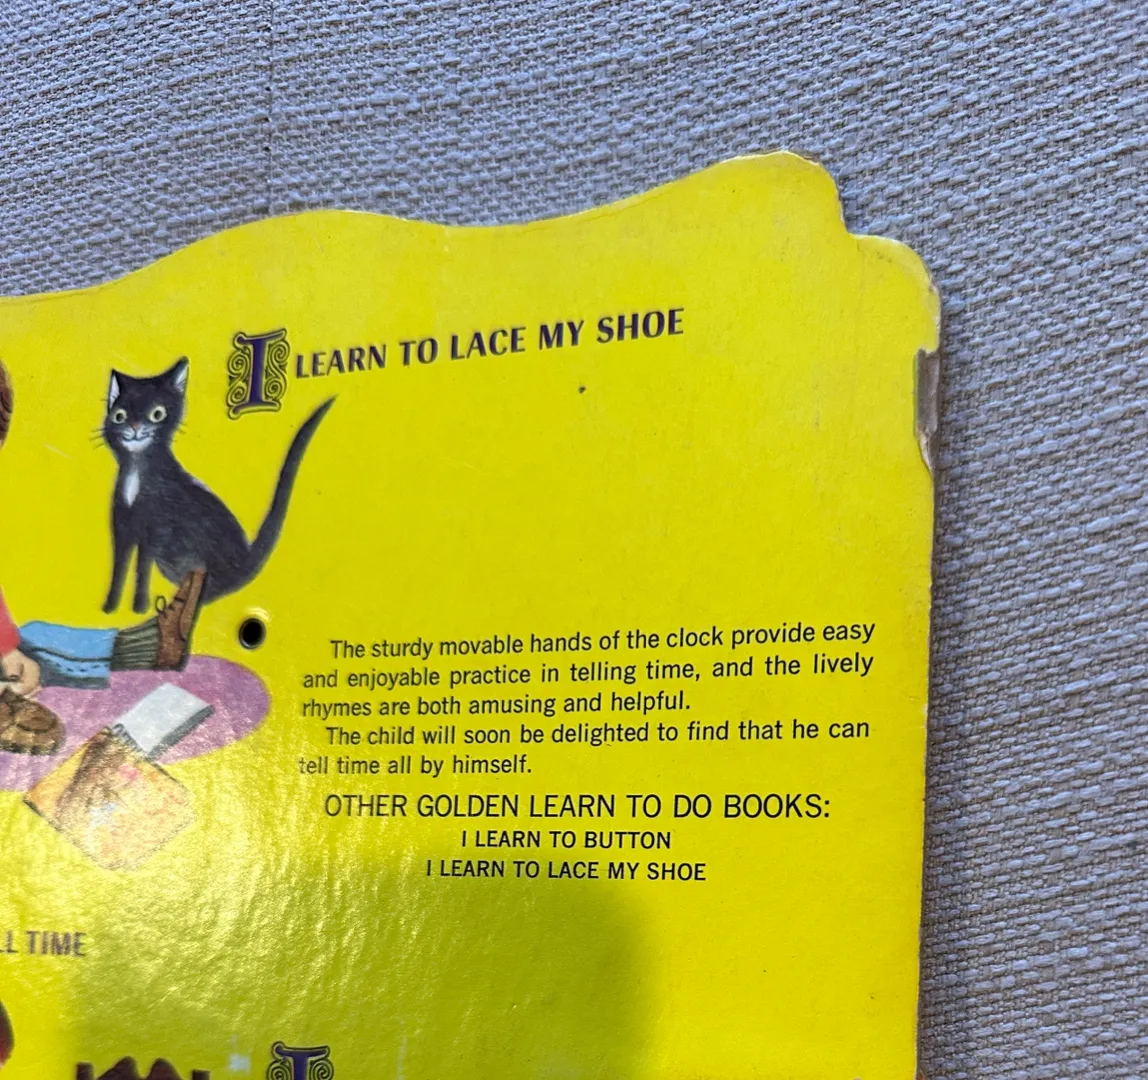 I LEARN TO LACE MY SHOE
The sturdy movable hands of the clock provide easy
and enjoyable practice in telling time, and the lively
rhymes are both amusing and helpful.
The child will soon be delighted to find that he can
tell time all by himself.
OTHER GOLDEN LEARN TO DO BOOKS:
I LEARN TO BUTTON
I LEARN TO LACE MY SHOE
TIME
I